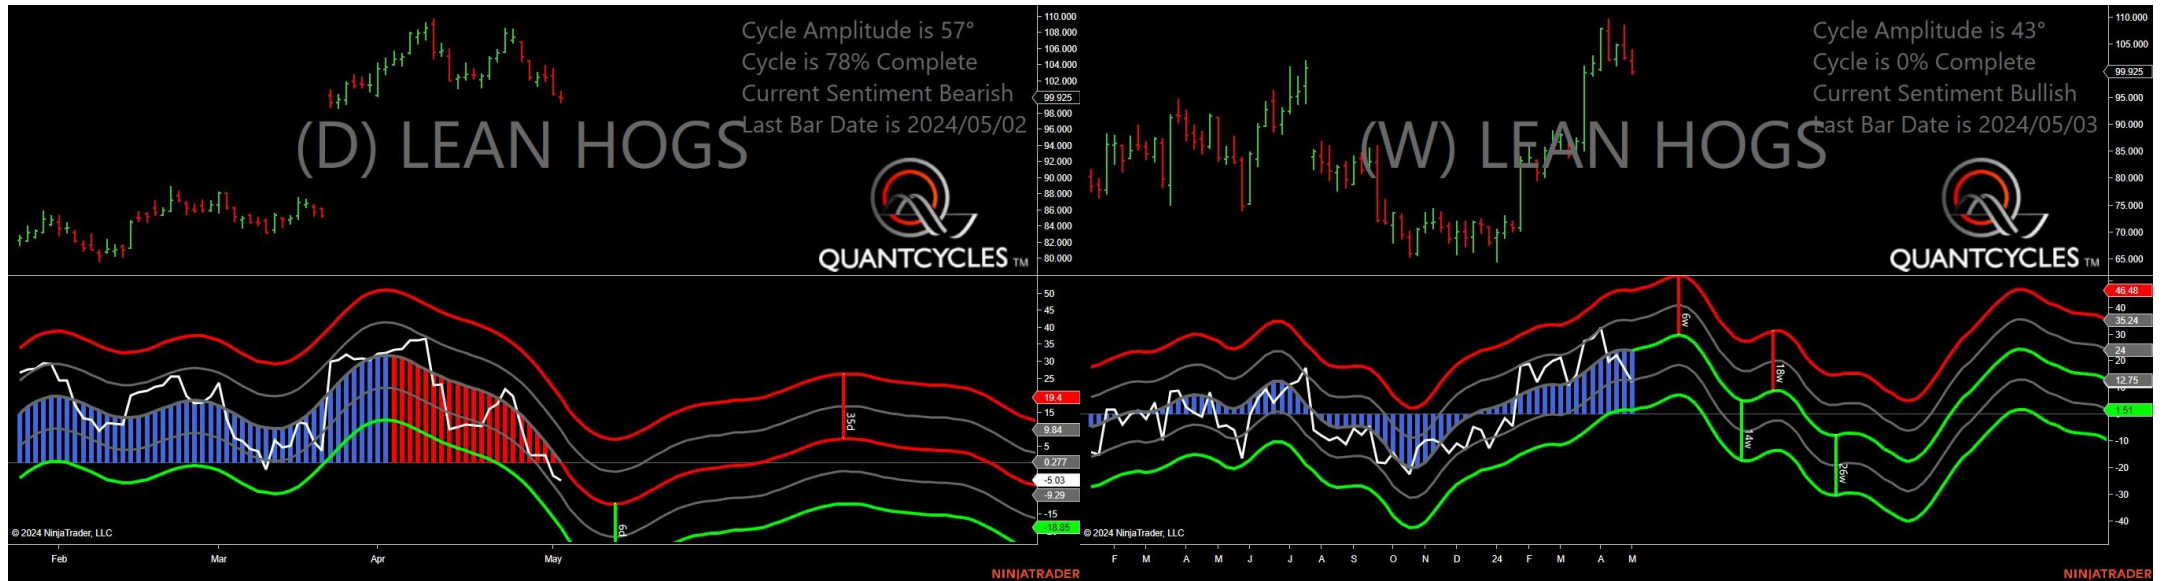 Cycle Amplitude is 57°
Cycle is 78% Complete
Current Sentiment Bearish
Last Bar Date is 2024/05/02
(D) LEAN HOGS
QUANTCYCLES TM
110.000
108.000
106.000
104.000
102.000
99.925
98.000
96.000
94.000
92.000
90.000
88.000
86.000
84.000
82.000
80.000
50
45
40
35
30
25
19.4
15
9.84
5
0.277
-5.03
-9.29
-15
-18.85
35d
6d
© 2024 NinjaTrader, LLC
Feb Mar Apr May
NINJATRADER
Cycle Amplitude is 43°
Cycle is 0% Complete
Current Sentiment Bullish
Last Bar Date is 2024/05/03
(W) LEAN HOGS
QUANTCYCLES TM
110.000
105.000
99.925
95.000
90.000
85.000
80.000
75.000
70.000
65.000
46.48
40
35.24
30
24
20
12.75
1.51
-10
-20
-30
-40
6w
18w
14w
26w
© 2024 NinjaTrader, LLC
F M A M J J A S O N D 24 F M A M
NINJATRADER